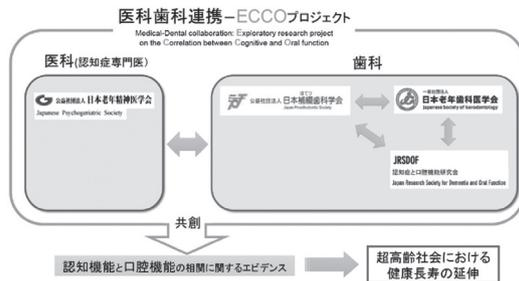 医科歯科連携－ECCOプロジェクト
Medical-Dental collaboration: Exploratory research project
on the Correlation between Cognitive and Oral function
医科(認知症専門医)
公益社団法人 日本老年精神医学会
Japanese Psychogeriatric Society
歯科
公益社団法人 日本補綴歯科学会
ほてつ
Japan Prosthodontic Society
一般社団法人
日本老年歯科医学会
Japanese Society of Gerodontology
JRSDOF
認知症と口腔機能研究会
Japan Research Society for Dementia and Oral Function
共創
認知機能と口腔機能の相関に関するエビデンス
超高齢社会における
健康長寿の延伸